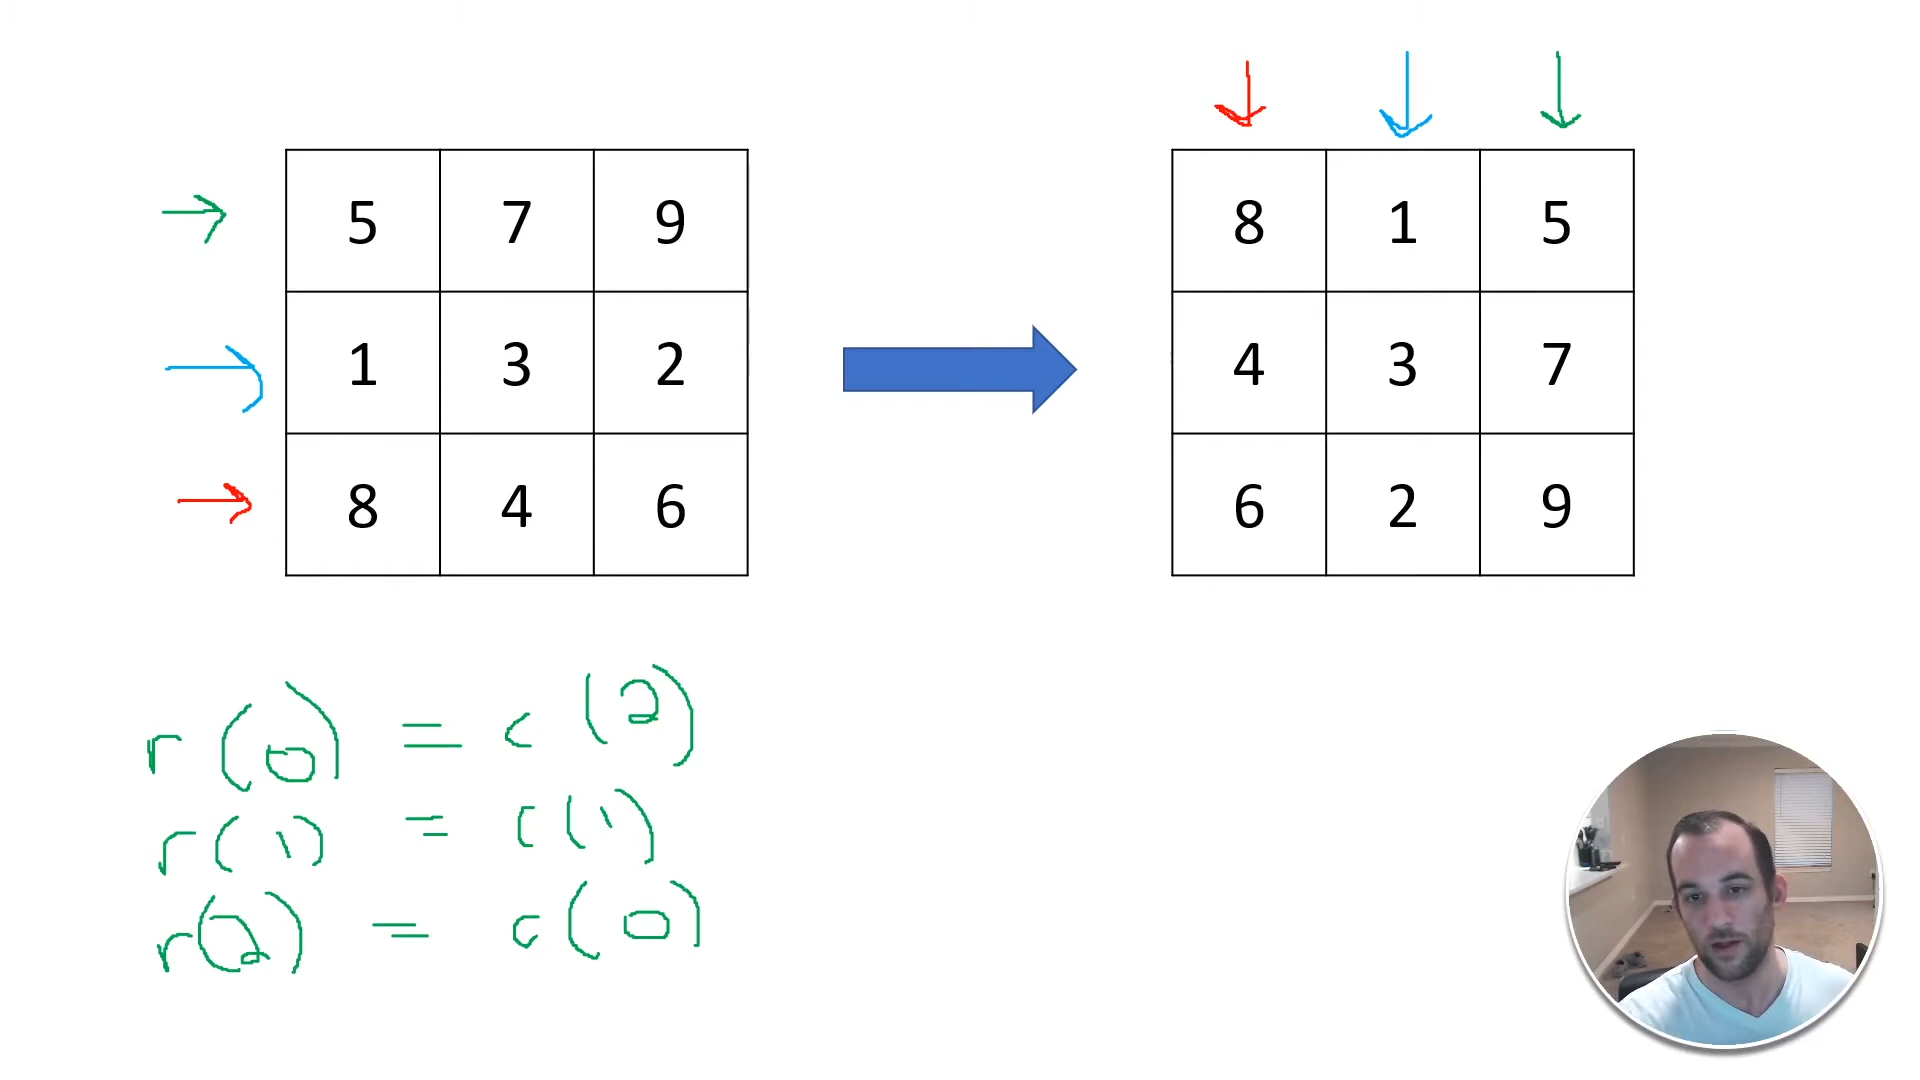 5 7 9 8 1 5
1 3 2 4 3 7
8 4 6 6 2 9
r(0) = c(2)
r(1) = c(1)
r(2) = c(0)